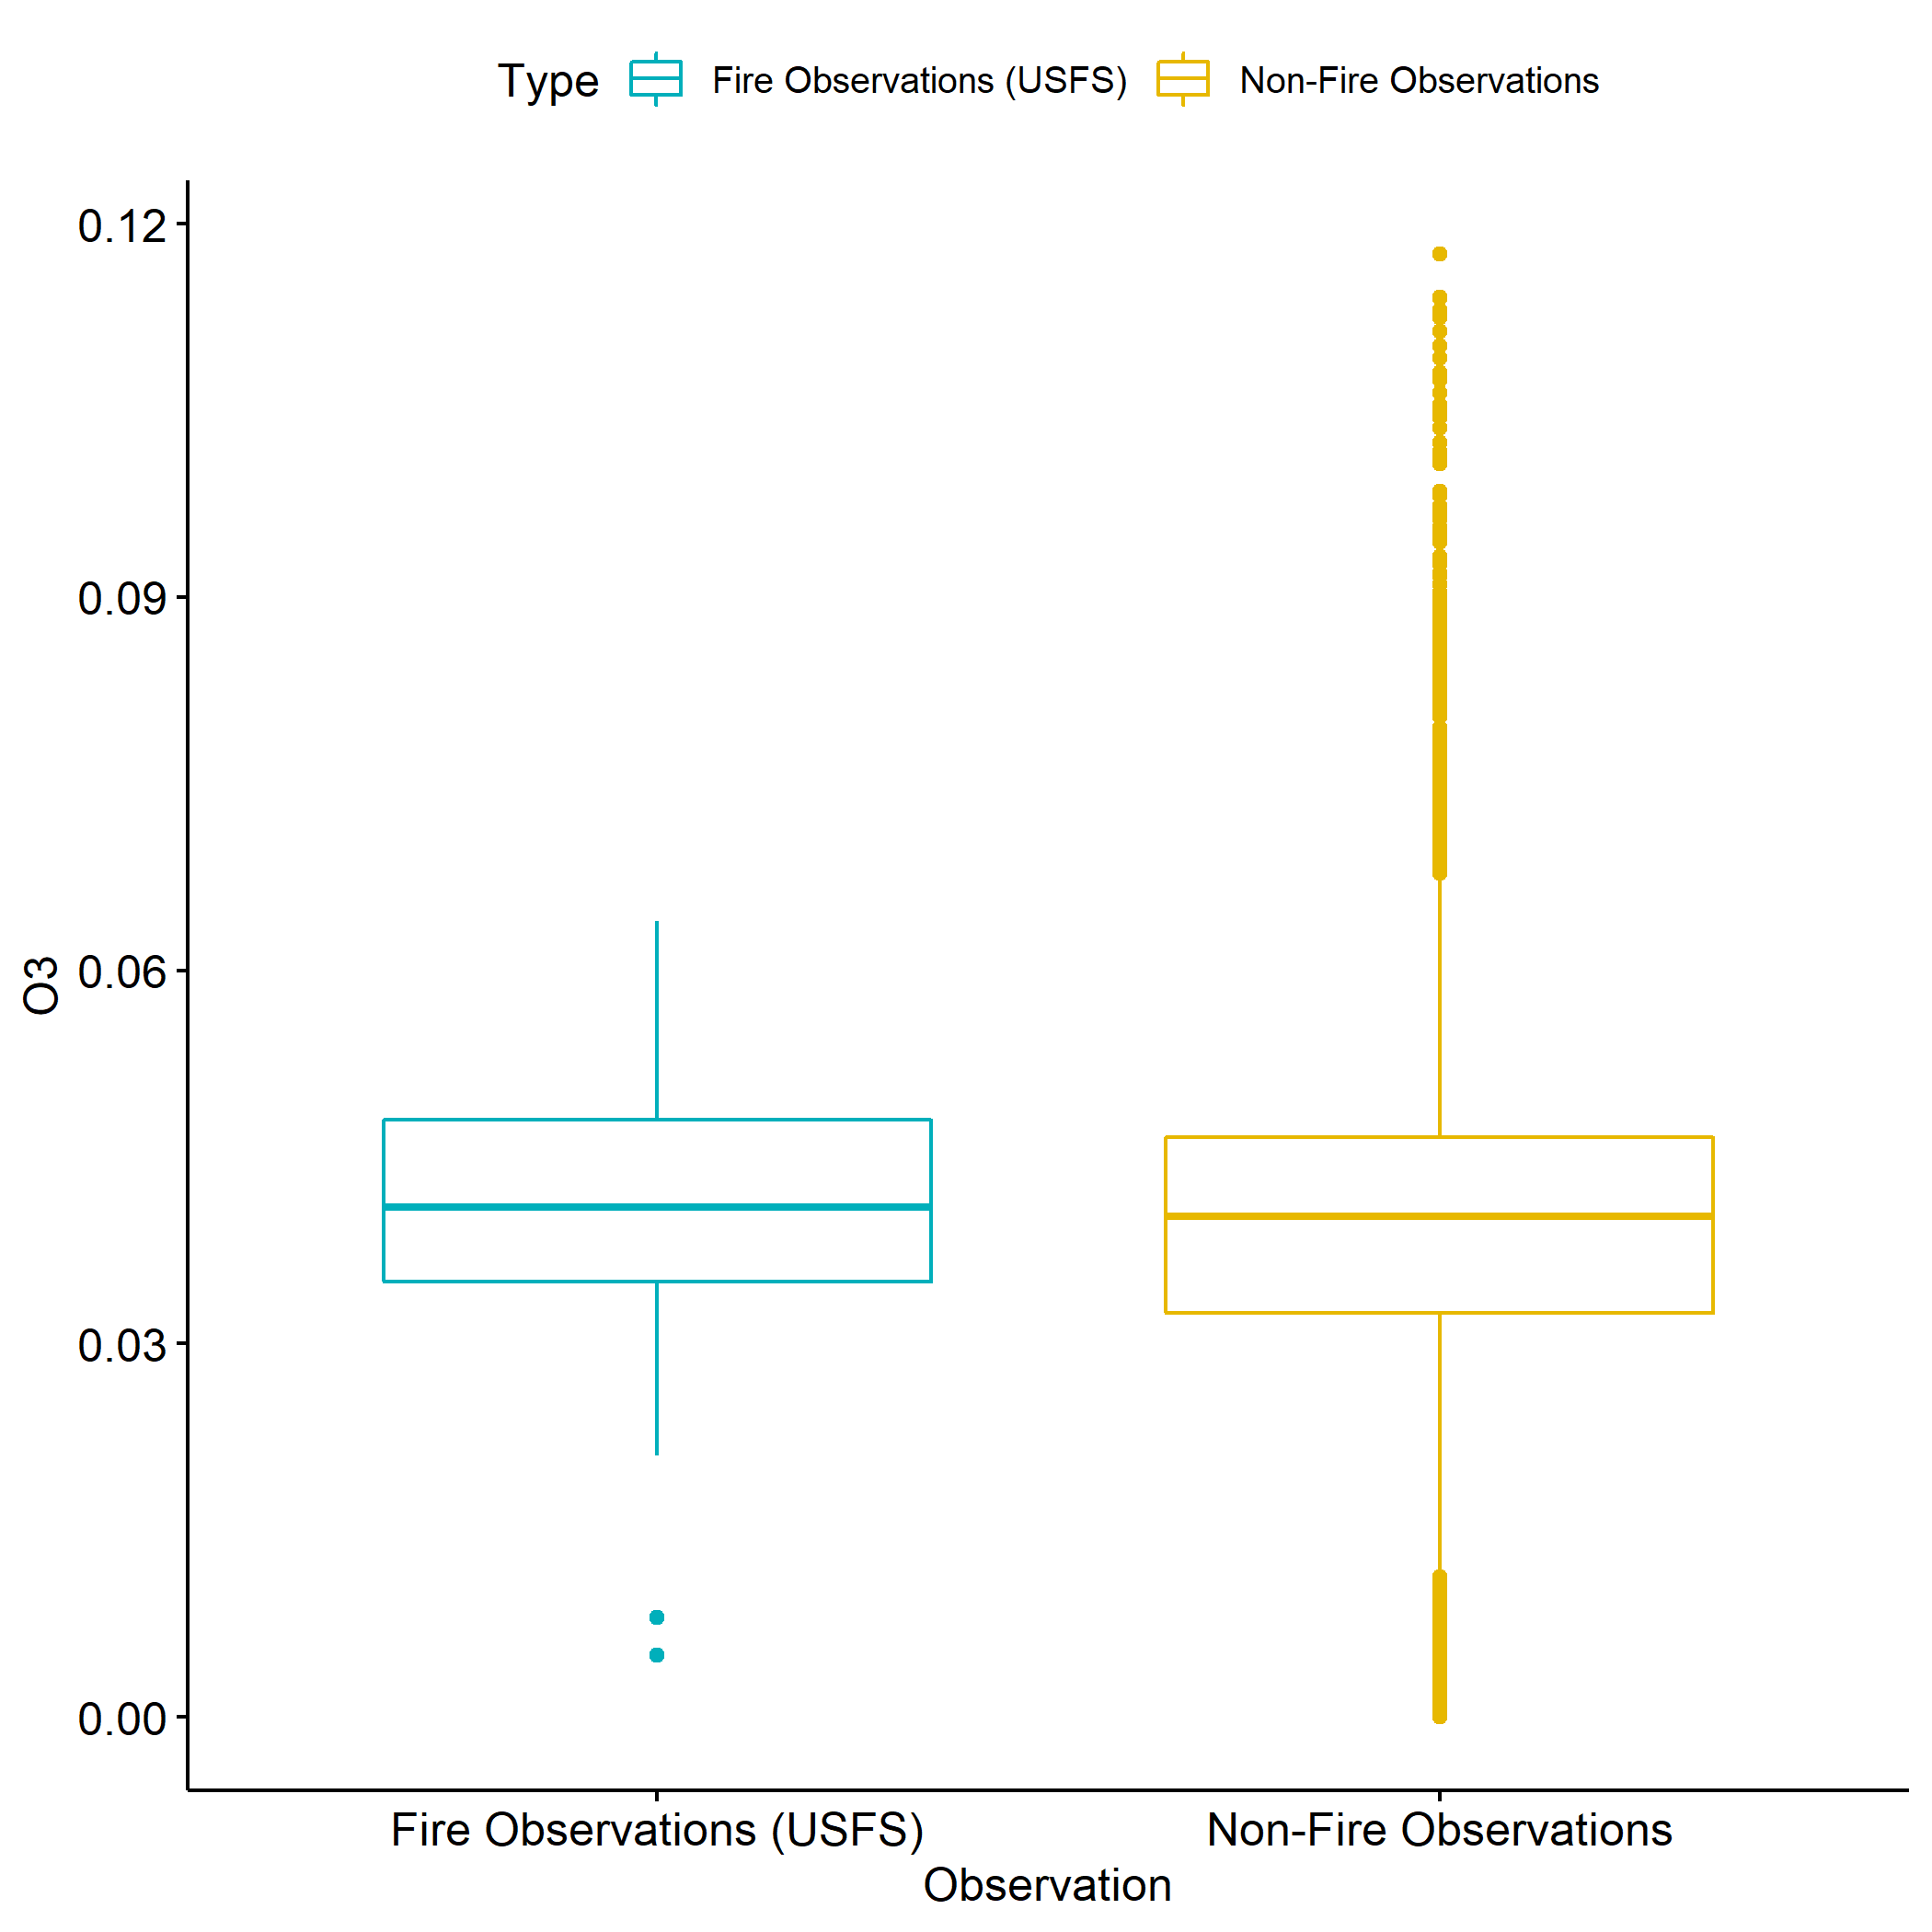 Type Fire Observations (USFS) Non-Fire Observations
0.12
0.09
0.06
0.03
0.00
O3
Fire Observations (USFS) Non-Fire Observations
Observation